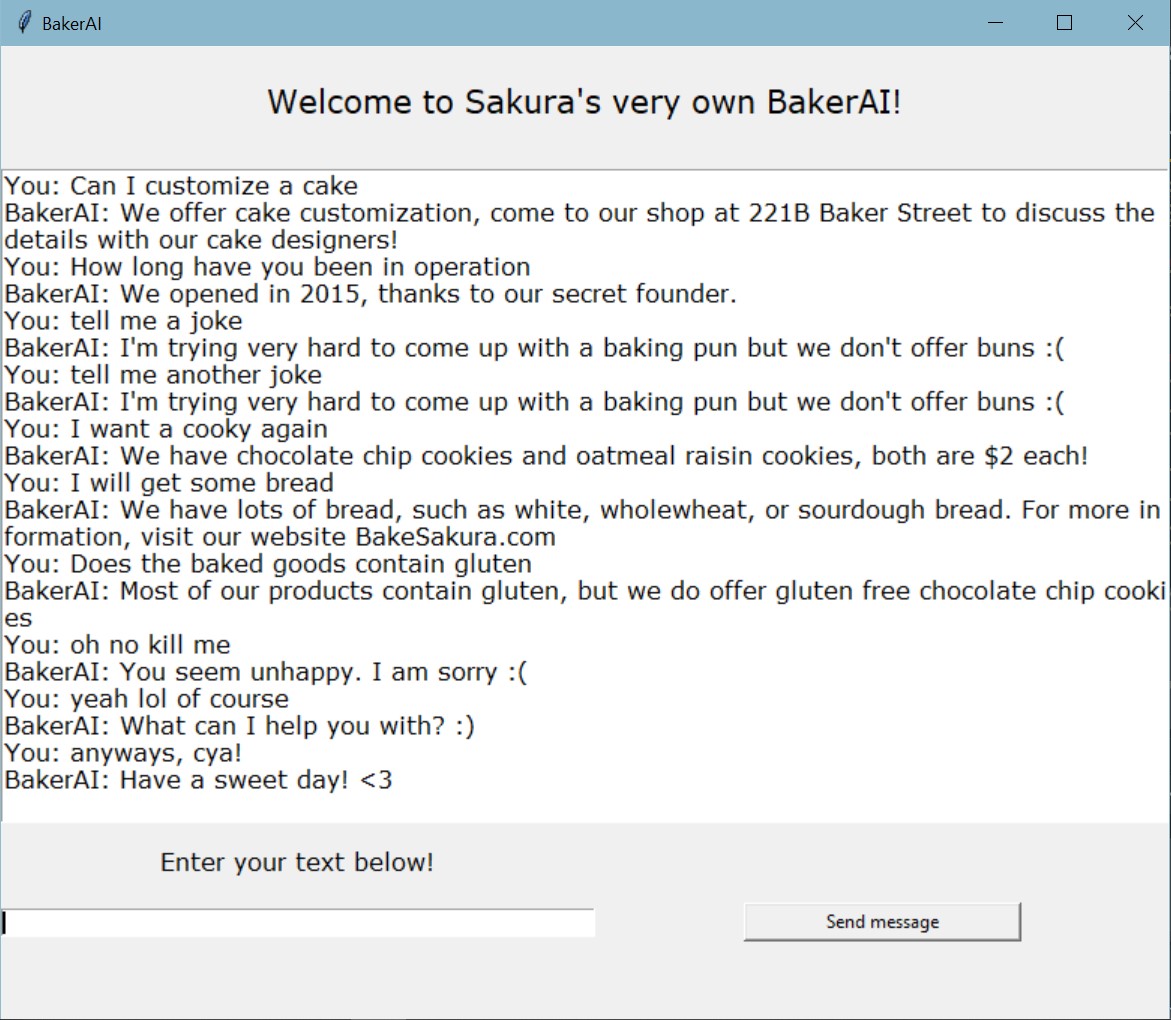 BakerAI
Welcome to Sakura's very own BakerAI!
You: Can I customize a cake
BakerAI: We offer cake customization, come to our shop at 221B Baker Street to discuss the
details with our cake designers!
You: How long have you been in operation
BakerAI: We opened in 2015, thanks to our secret founder.
You: tell me a joke
BakerAI: I'm trying very hard to come up with a baking pun but we don't offer buns :(
You: tell me another joke
BakerAI: I'm trying very hard to come up with a baking pun but we don't offer buns :(
You: I want a cooky again
BakerAI: We have chocolate chip cookies and oatmeal raisin cookies, both are $2 each!
You: I will get some bread
BakerAI: We have lots of bread, such as white, wholewheat, or sourdough bread. For more in
formation, visit our website BakeSakura.com
You: Does the baked goods contain gluten
BakerAI: Most of our products contain gluten, but we do offer gluten free chocolate chip cooki
es
You: oh no kill me
BakerAI: You seem unhappy. I am sorry :(
You: yeah lol of course
BakerAI: What can I help you with? :)
You: anyways, cya!
BakerAI: Have a sweet day! <3
Enter your text below!
Send message